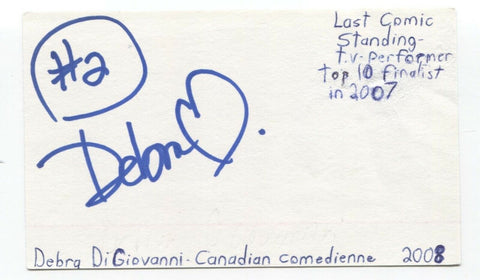 #2
Last Comic
Standing-
T.V. performer
Top 10 finalist
in 2007
Debra
Debra DiGiovanni - Canadian comedienne 2008